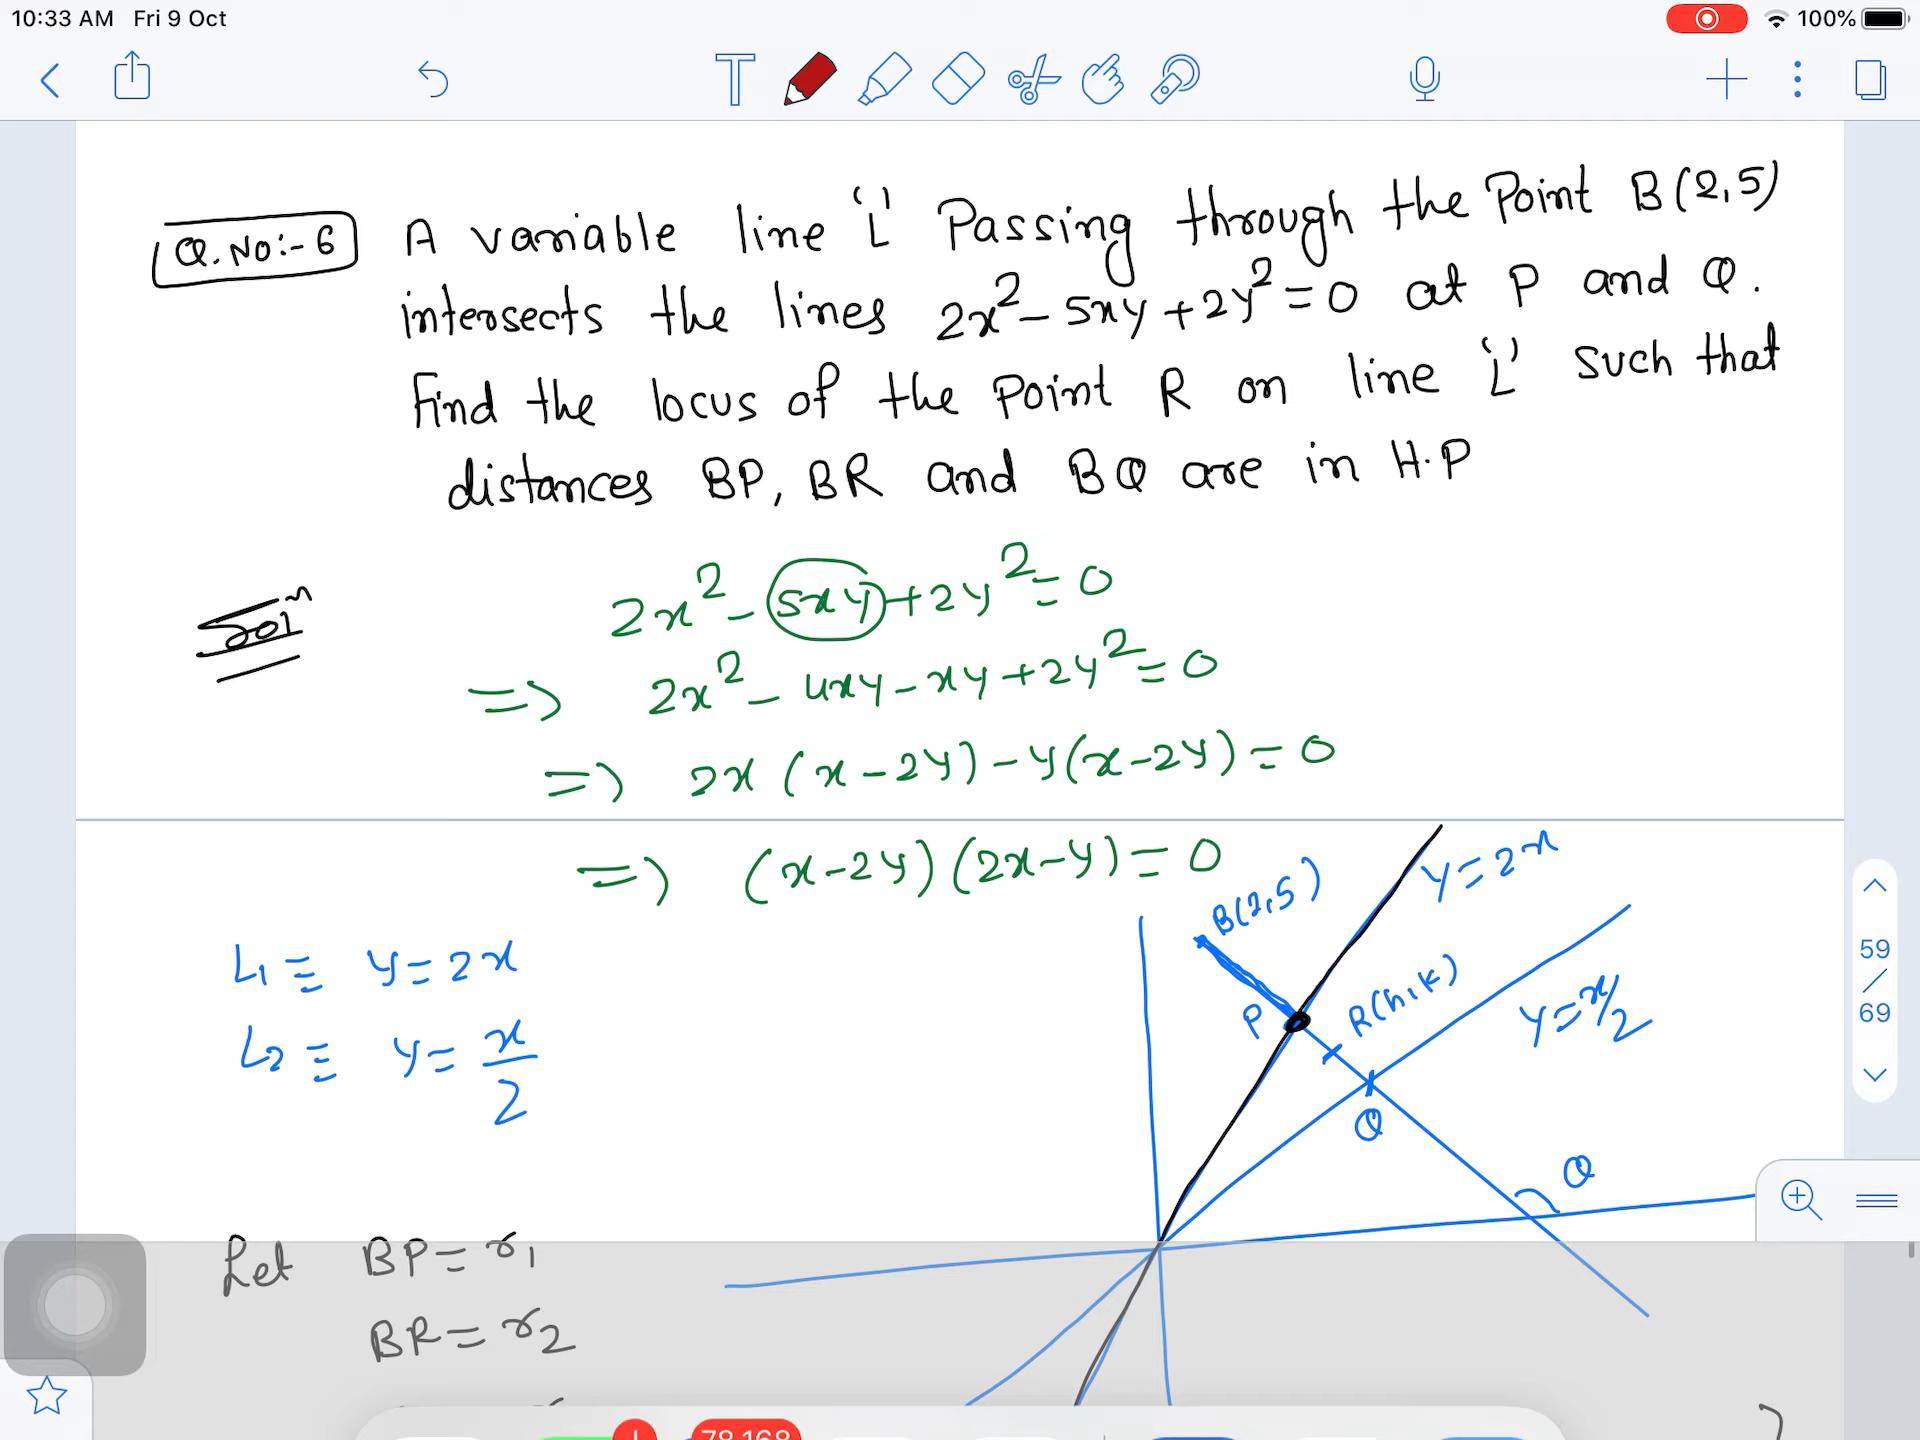 10:33 AM Fri 9 Oct
100%
Q. No:- 6
A variable line 'L' Passing through the Point B(2,5)
intersects the lines 2x² - 5xy + 2y² = 0 at P and Q.
Find the locus of the Point R on line 'L' such that
distances BP, BR and BQ are in H.P
Solⁿ
2x² - 5xy + 2y² = 0
=> 2x² - 4xy - xy + 2y² = 0
=> 2x (x - 2y) - y(x - 2y) = 0
=> (x - 2y) (2x - y) = 0
L₁ ≡ y = 2x
L₂ ≡ y = x/2
B(2,5)
y = 2x
P
R(h,k)
y = x/2
Q
Q
59
/
69
Let BP = r₁
BR = r₂
78,168